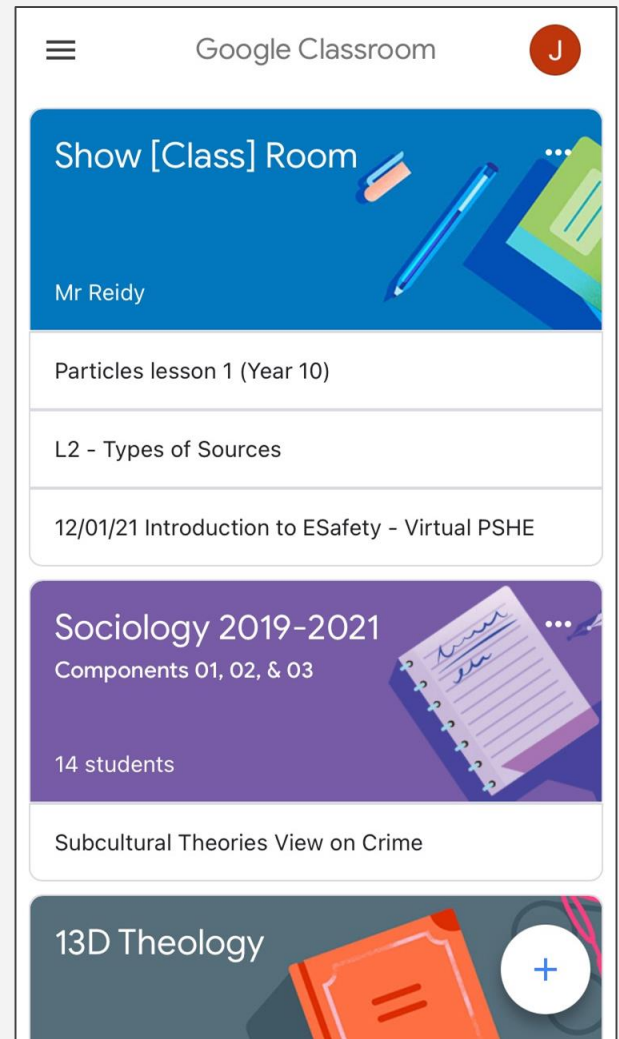 Google Classroom
J
Show [Class] Room
Mr Reidy
Particles lesson 1 (Year 10)
L2 - Types of Sources
12/01/21 Introduction to ESafety - Virtual PSHE
Sociology 2019-2021
Components 01, 02, & 03
14 students
Subcultural Theories View on Crime
13D Theology
+